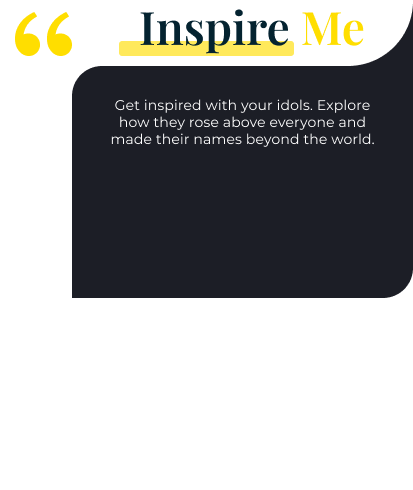 “
Inspire Me
Get inspired with your idols. Explore
how they rose above everyone and
made their names beyond the world.